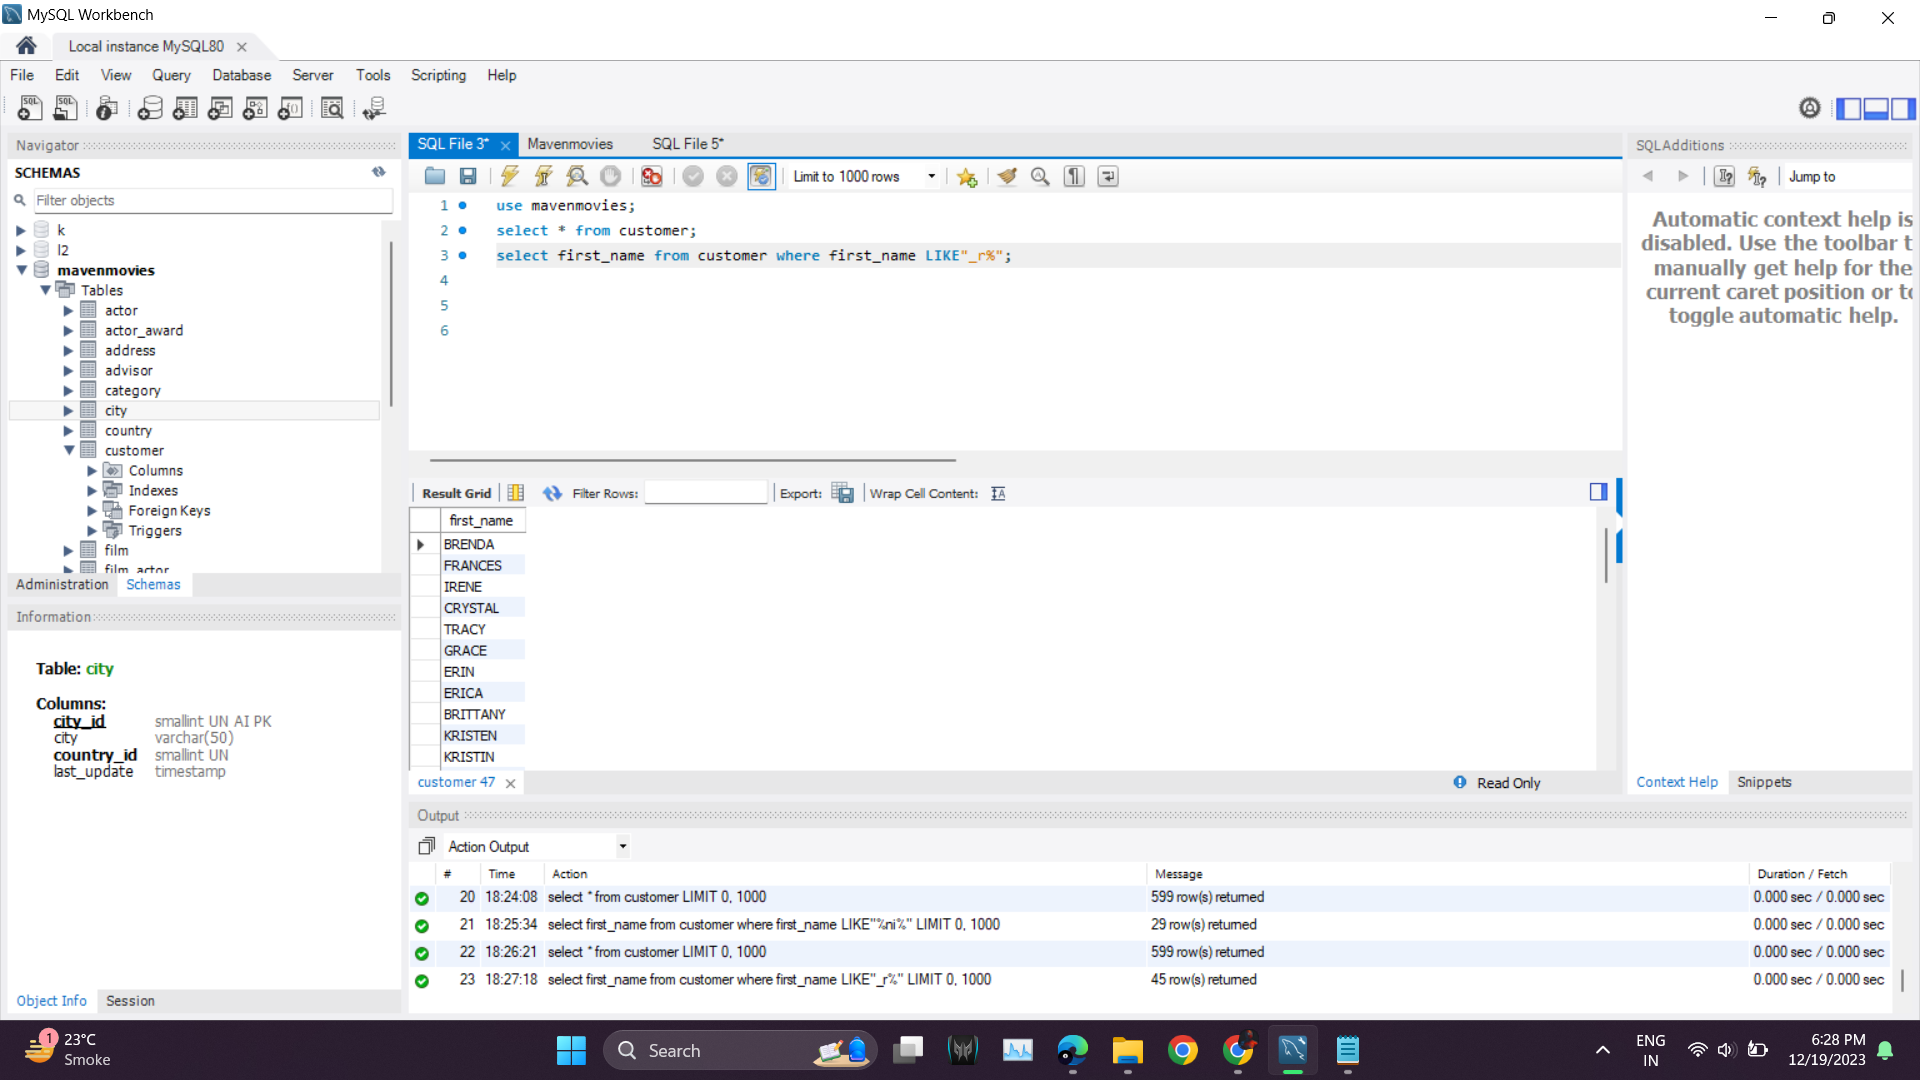 MySQL Workbench
Local instance MySQL80
File Edit View Query Database Server Tools Scripting Help
Navigator
SCHEMAS
Filter objects
k
l2
mavenmovies
Tables
actor
actor_award
address
advisor
category
city
country
customer
Columns
Indexes
Foreign Keys
Triggers
film
film_actor
Administration Schemas
Information
Table: city
Columns:
city_id smallint UN AI PK
city varchar(50)
country_id smallint UN
last_update timestamp
Object Info Session
SQL File 3* Mavenmovies SQL File 5*
Limit to 1000 rows
1 use mavenmovies;
2 select * from customer;
3 select first_name from customer where first_name LIKE"_r%";
4
5
6
Result Grid Filter Rows: Export: Wrap Cell Content:
first_name
BRENDA
FRANCES
IRENE
CRYSTAL
TRACY
GRACE
ERIN
ERICA
BRITTANY
KRISTEN
KRISTIN
customer 47 Read Only
SQLAdditions
Jump to
Automatic context help is
disabled. Use the toolbar t
manually get help for the
current caret position or to
toggle automatic help.
Context Help Snippets
Output
Action Output
# Time Action Message Duration / Fetch
20 18:24:08 select * from customer LIMIT 0, 1000 599 row(s) returned 0.000 sec / 0.000 sec
21 18:25:34 select first_name from customer where first_name LIKE"%ni%" LIMIT 0, 1000 29 row(s) returned 0.000 sec / 0.000 sec
22 18:26:21 select * from customer LIMIT 0, 1000 599 row(s) returned 0.000 sec / 0.000 sec
23 18:27:18 select first_name from customer where first_name LIKE"_r%" LIMIT 0, 1000 45 row(s) returned 0.000 sec / 0.000 sec
1
23°C
Smoke
Search
ENG
IN
6:28 PM
12/19/2023